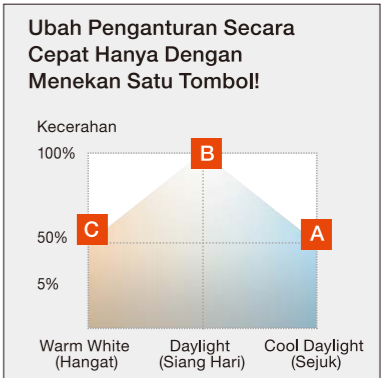 Ubah Penganturan Secara
Cepat Hanya Dengan
Menekan Satu Tombol!
Kecerahan
100%
B
C
50%
A
5%
Warm White
(Hangat)
Daylight
(Siang Hari)
Cool Daylight
(Sejuk)